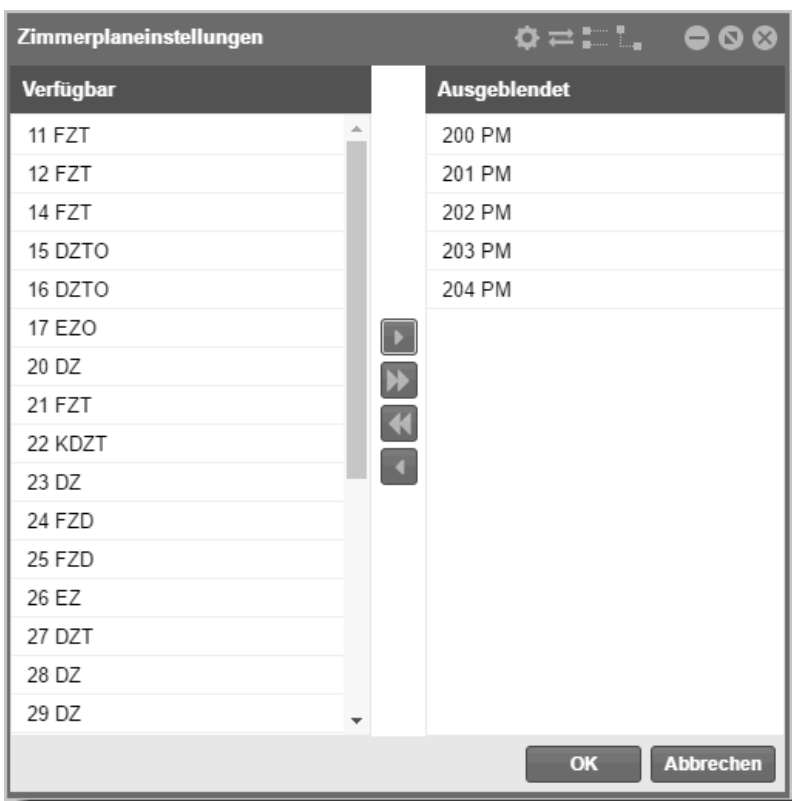 Zimmerplaneinstellungen
Verfügbar
11 FZT
12 FZT
14 FZT
15 DZTO
16 DZTO
17 EZO
20 DZ
21 FZT
22 KDZT
23 DZ
24 FZD
25 FZD
26 EZ
27 DZT
28 DZ
29 DZ
Ausgeblendet
200 PM
201 PM
202 PM
203 PM
204 PM
OK
Abbrechen